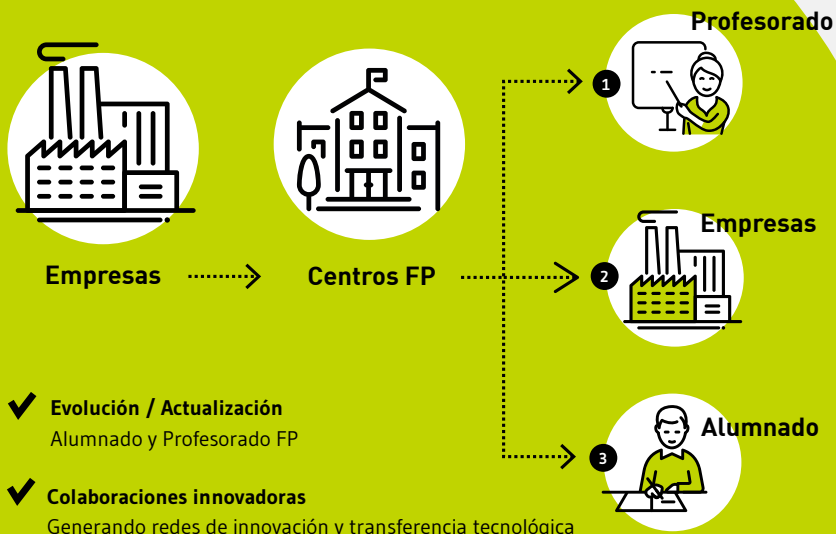 Profesorado
1
Empresas
Centros FP
Empresas
2
Alumnado
3
Evolución / Actualización
Alumnado y Profesorado FP
Colaboraciones innovadoras
Generando redes de innovación y transferencia tecnológica